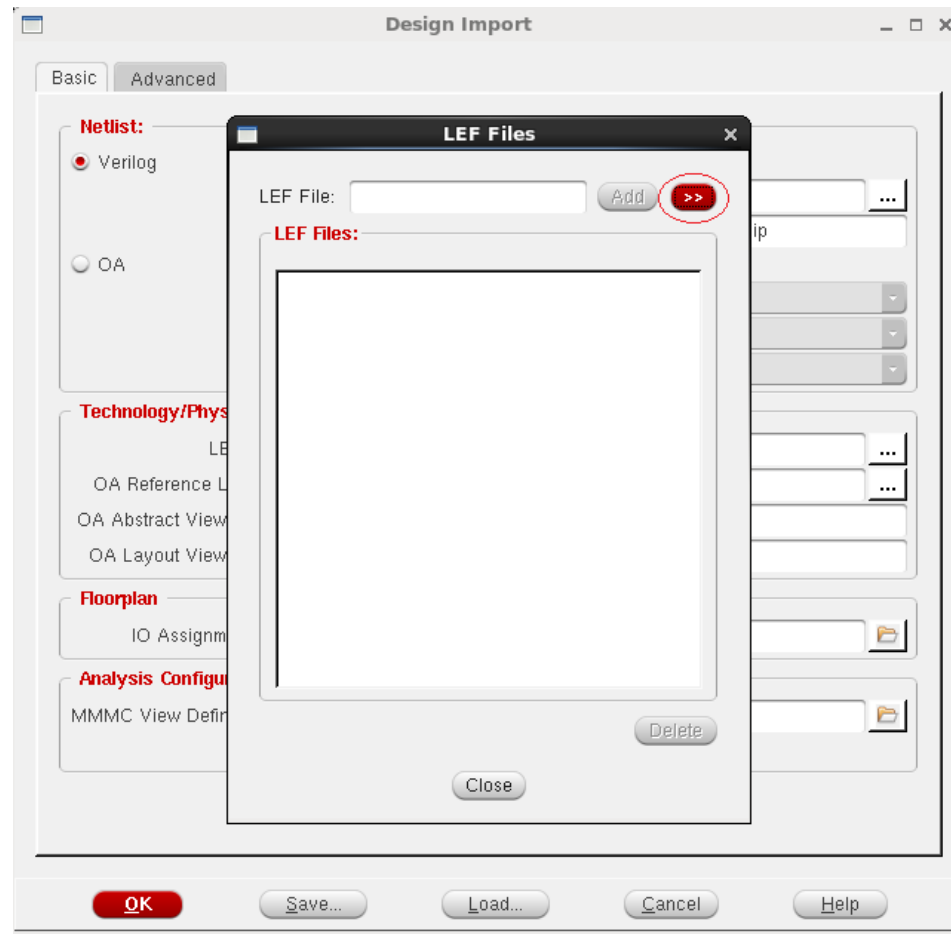 Design Import
Basic Advanced
Netlist:
Verilog
OA
LEF Files
LEF File: Add >>
LEF Files:
Delete
Close
...
ip
Technology/Phys
LE
...
OA Reference L
...
OA Abstract View
OA Layout View
Floorplan
IO Assignm
Analysis Configu
MMMC View Defin
OK Save... Load... Cancel Help